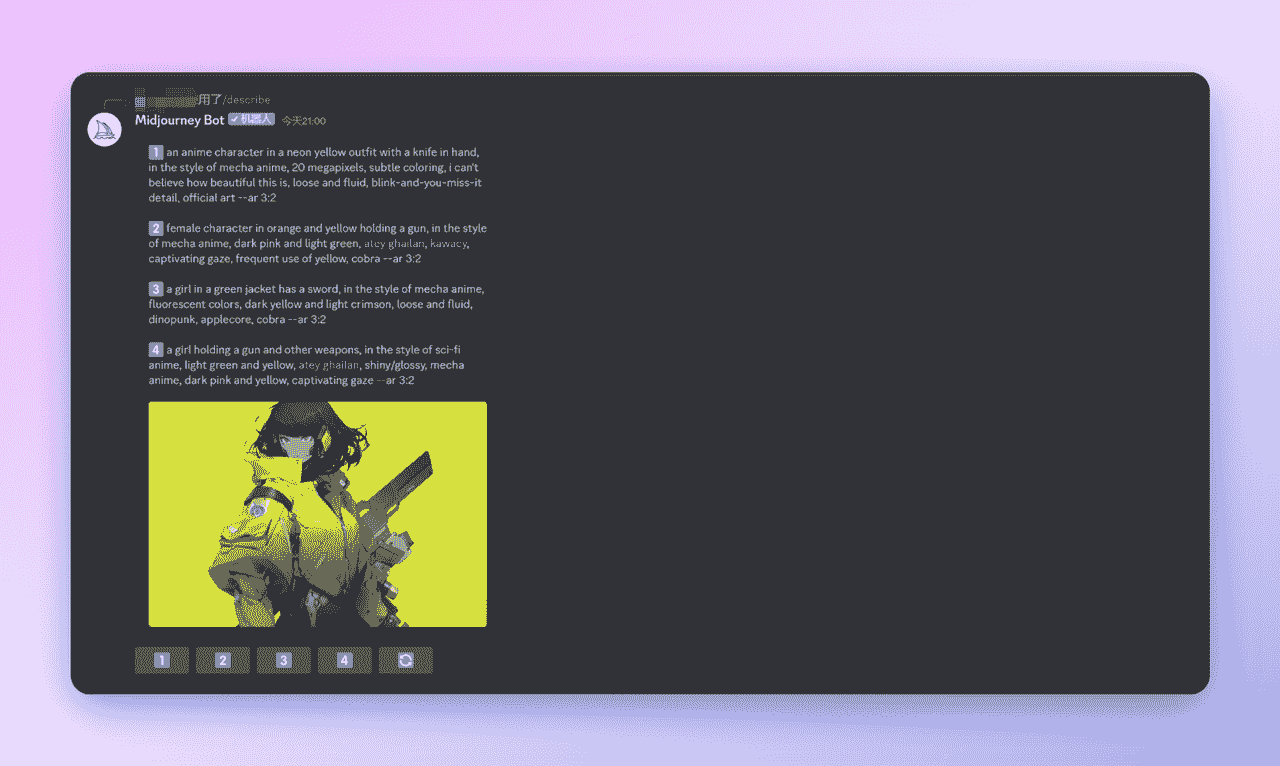 用了/describe
Midjourney Bot ✓机器人 今天21:00
1 an anime character in a neon yellow outfit with a knife in hand,
in the style of mecha anime, 20 megapixels, subtle coloring, i can't
believe how beautiful this is, loose and fluid, blink-and-you-miss-it
detail, official art --ar 3:2
2 female character in orange and yellow holding a gun, in the style
of mecha anime, dark pink and light green, atey ghailan, kawacy,
captivating gaze, frequent use of yellow, cobra --ar 3:2
3 a girl in a green jacket has a sword, in the style of mecha anime,
fluorescent colors, dark yellow and light crimson, loose and fluid,
dinopunk, applecore, cobra --ar 3:2
4 a girl holding a gun and other weapons, in the style of sci-fi
anime, light green and yellow, atey ghailan, shiny/glossy, mecha
anime, dark pink and yellow, captivating gaze --ar 3:2
1 2 3 4